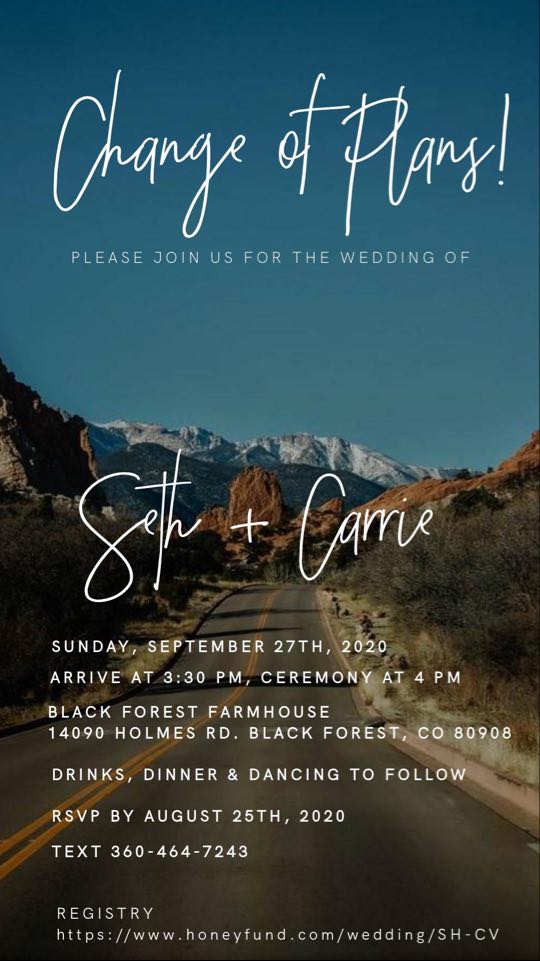 Change of Plans!
PLEASE JOIN US FOR THE WEDDING OF
Seth + Carrie
SUNDAY, SEPTEMBER 27TH, 2020
ARRIVE AT 3:30 PM, CEREMONY AT 4 PM
BLACK FOREST FARMHOUSE
14090 HOLMES RD. BLACK FOREST, CO 80908
DRINKS, DINNER & DANCING TO FOLLOW
RSVP BY AUGUST 25TH, 2020
TEXT 360-464-7243
REGISTRY
https://www.honeyfund.com/wedding/SH-CV